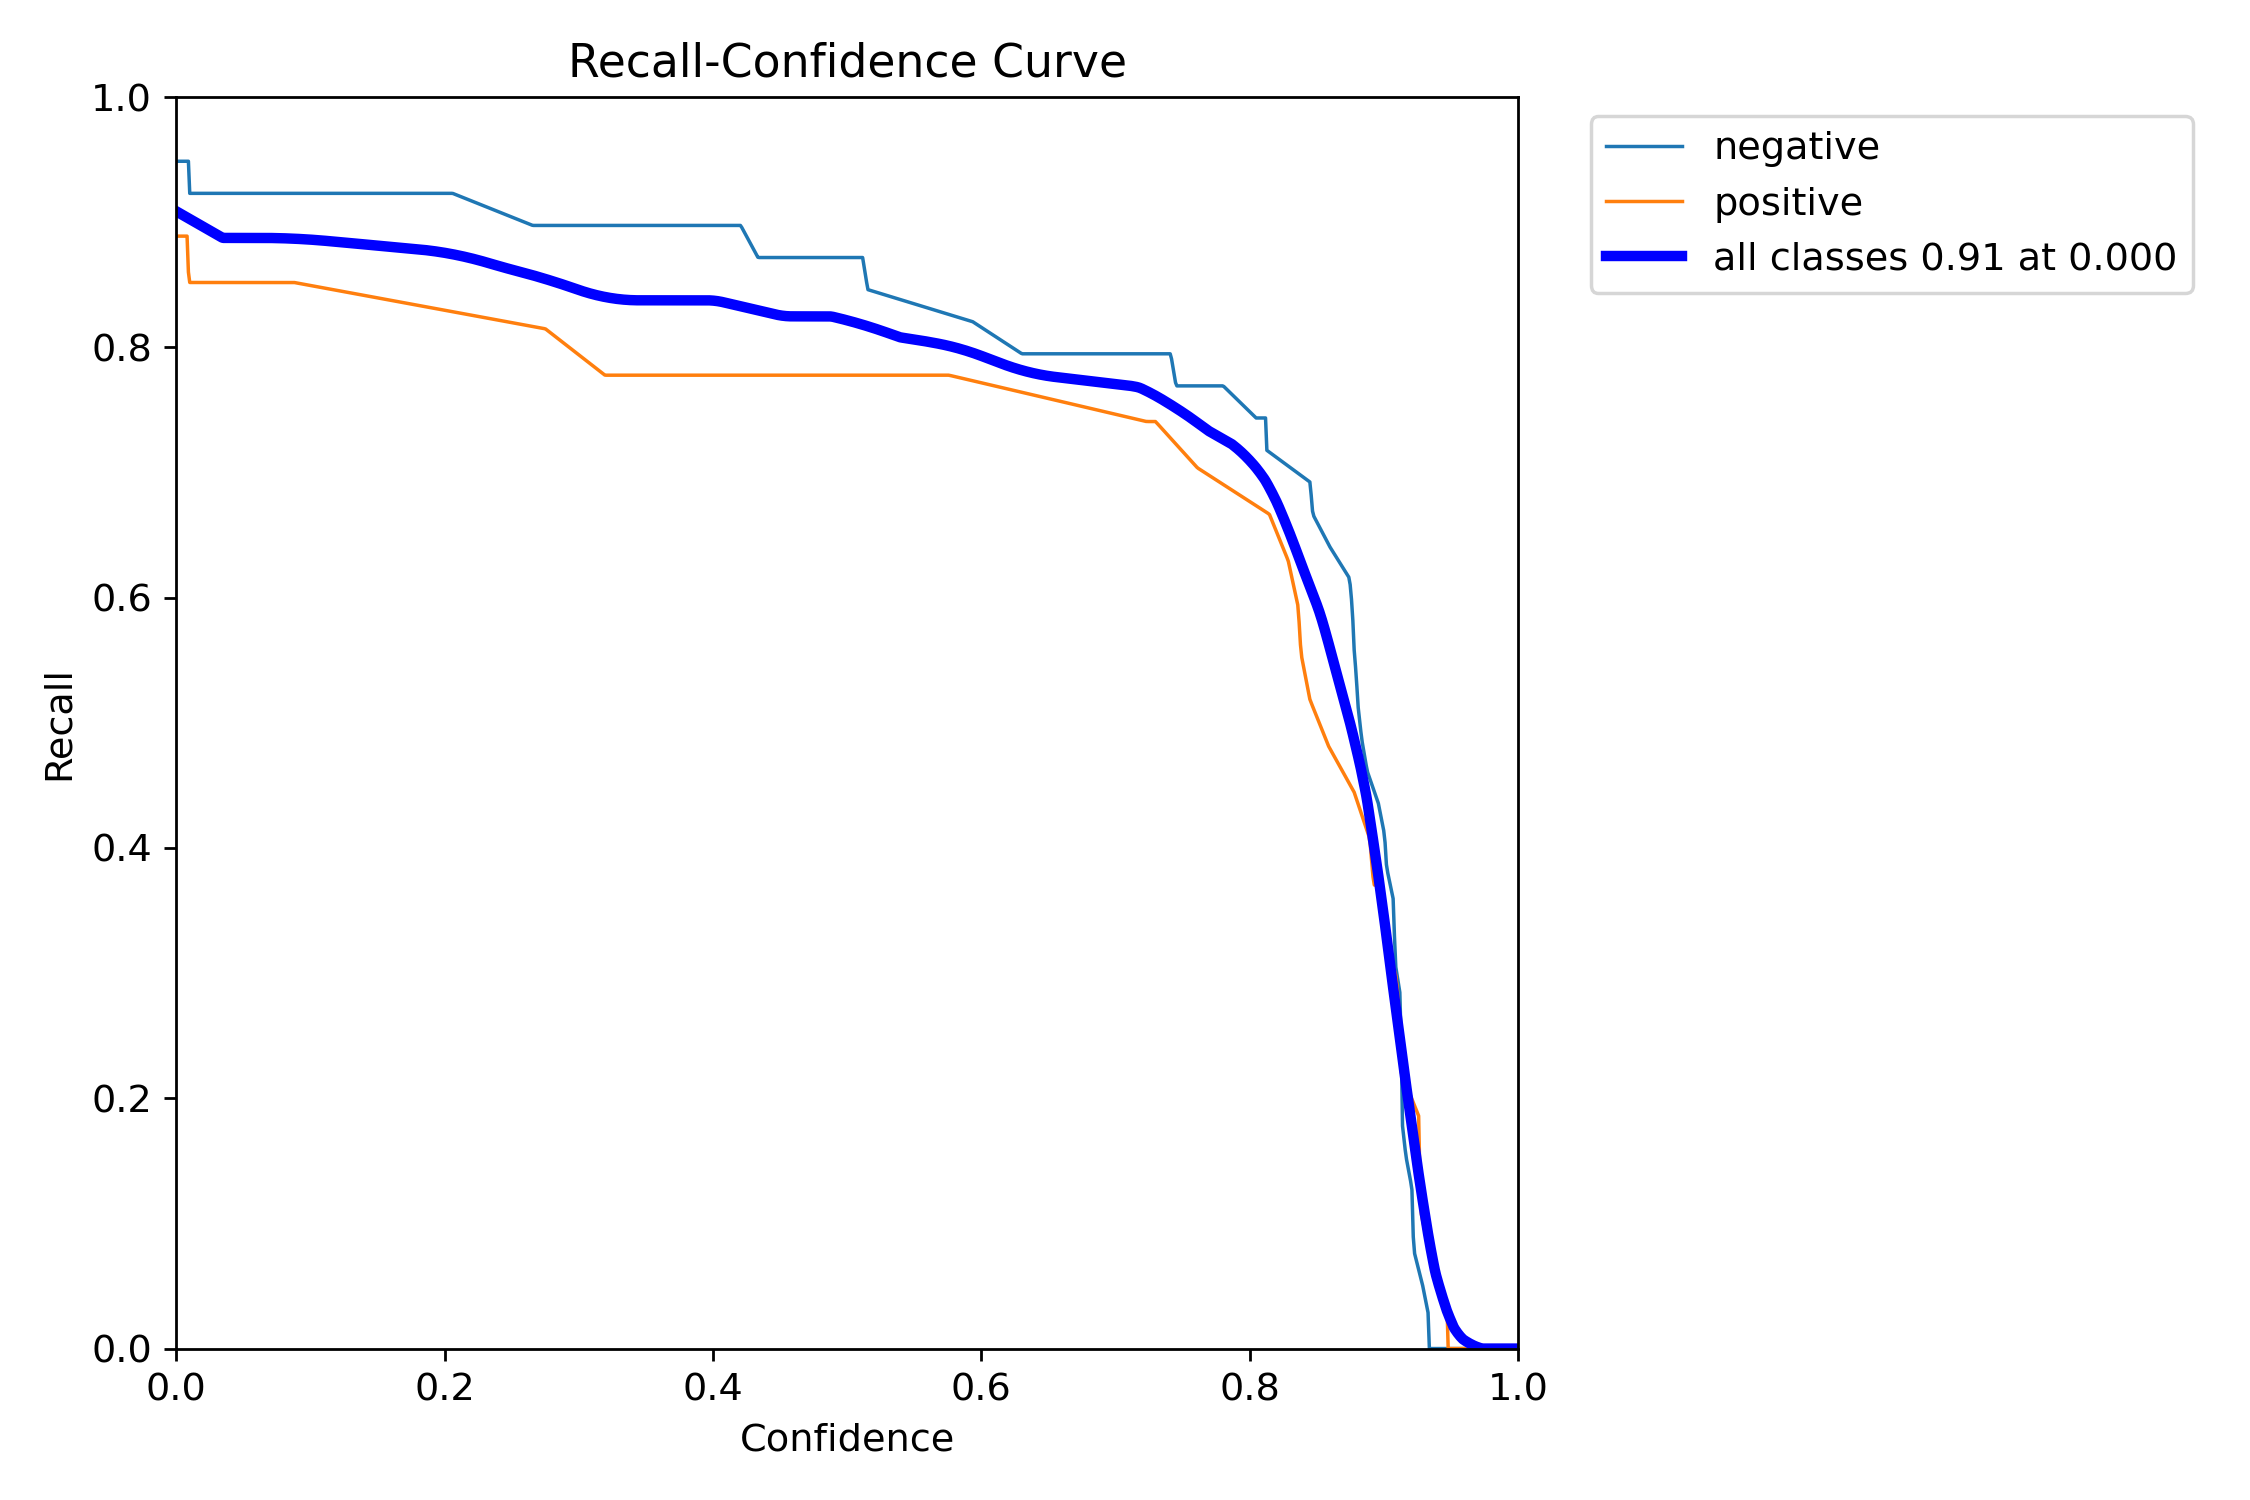 Recall-Confidence Curve
1.0
0.8
0.6
0.4
0.2
0.0
Recall
0.0 0.2 0.4 0.6 0.8 1.0
Confidence
negative
positive
all classes 0.91 at 0.000